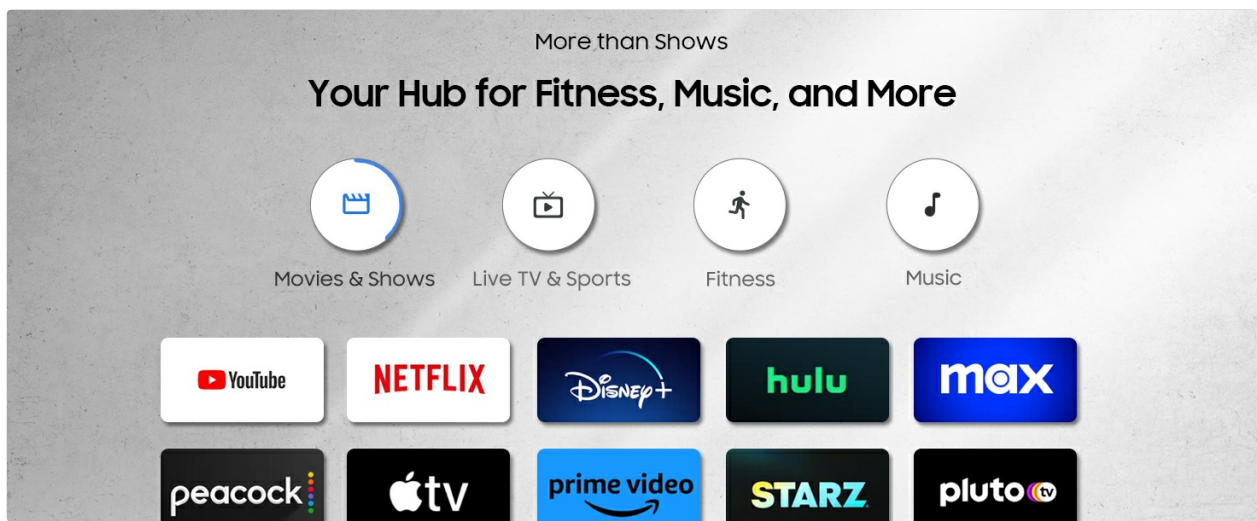 More than Shows
Your Hub for Fitness, Music, and More
Movies & Shows
Live TV & Sports
Fitness
Music
YouTube
NETFLIX
Disney+
hulu
max
peacock
tv
prime video
STARZ
pluto tv